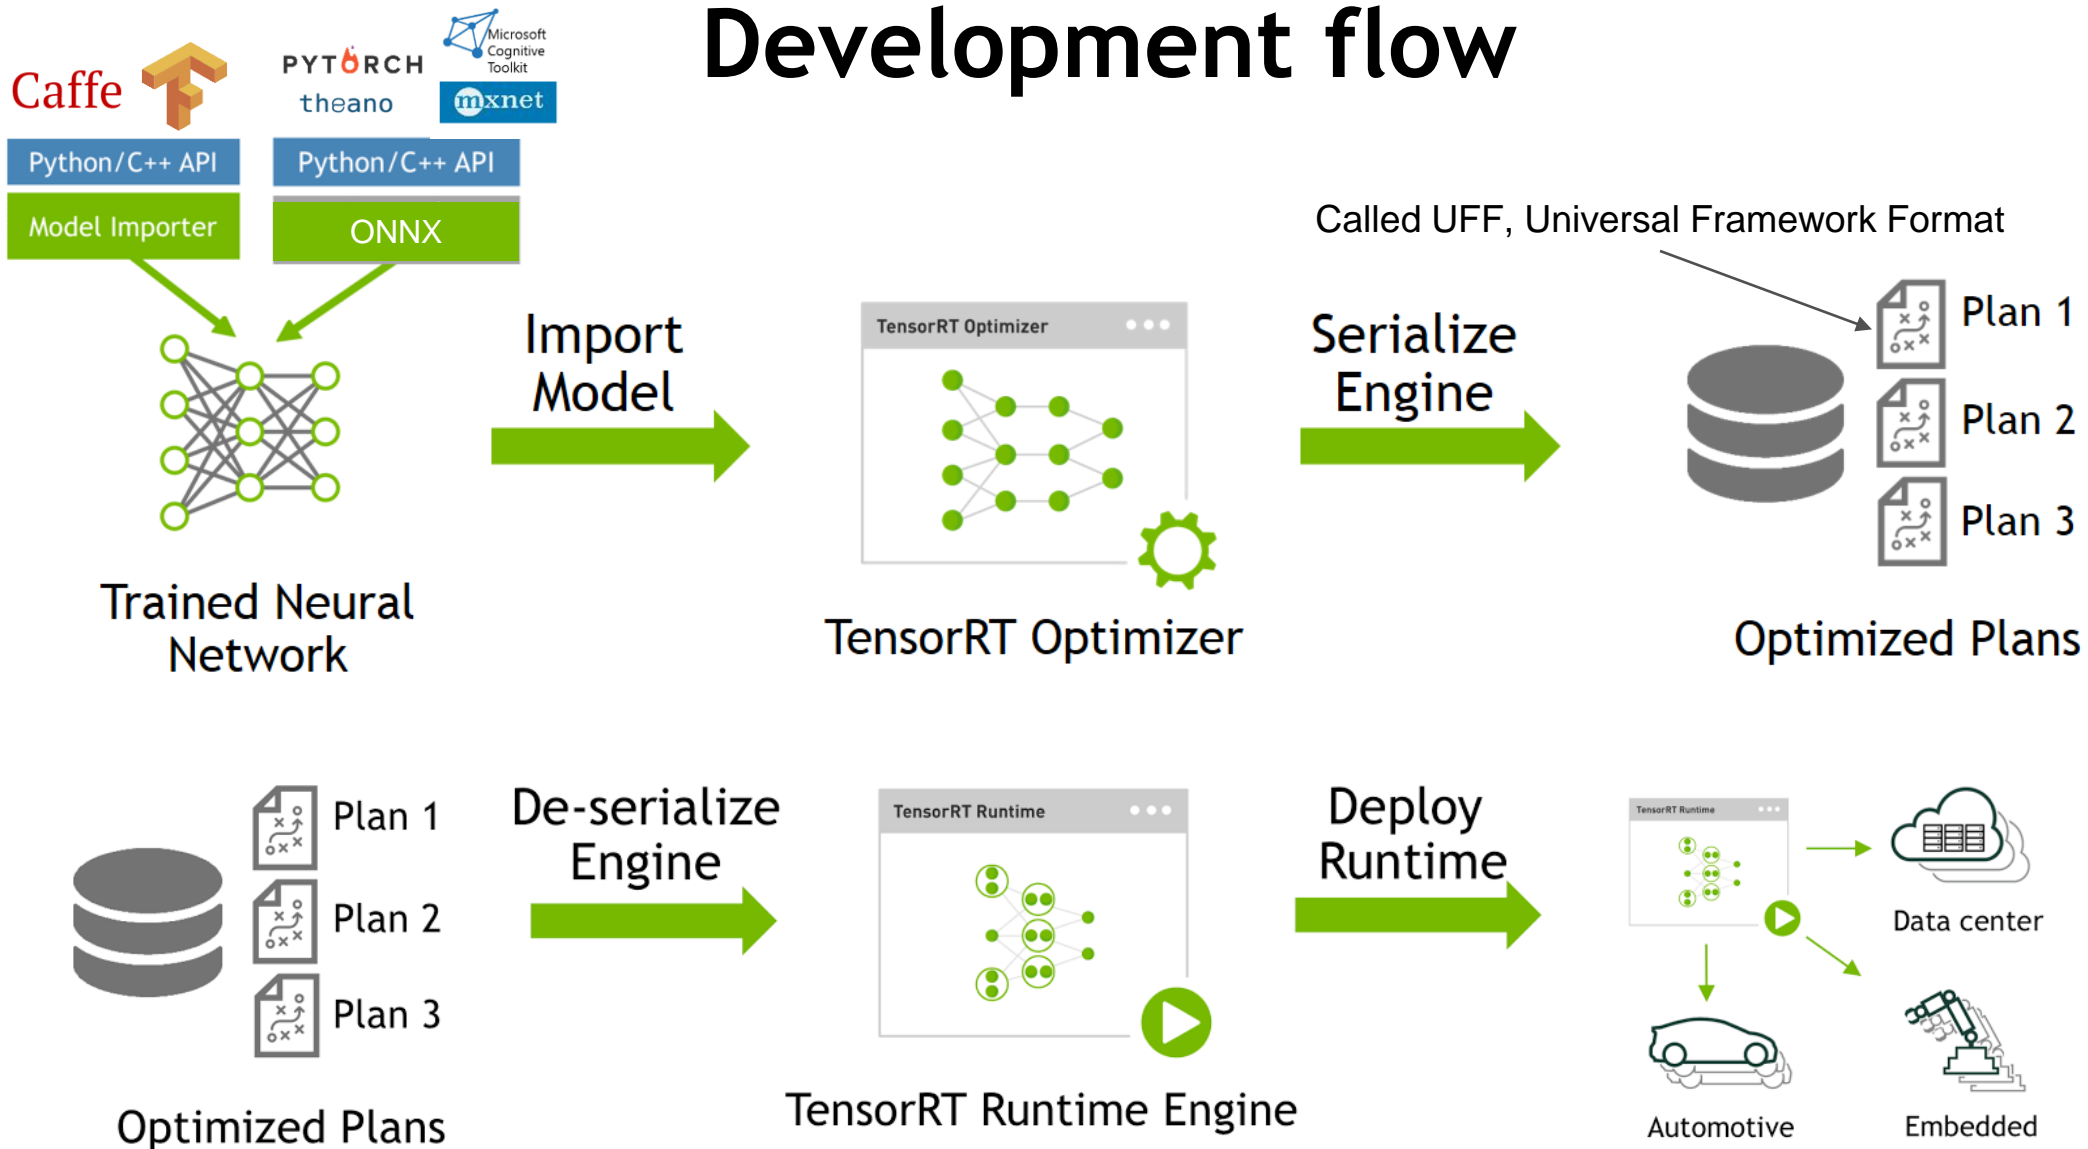 Development flow
Caffe
PYTORCH
theano
Microsoft
Cognitive
Toolkit
mxnet
Python/C++ API
Python/C++ API
Model Importer
ONNX
Called UFF, Universal Framework Format
Import
Model
TensorRT Optimizer
Serialize
Engine
Plan 1
Plan 2
Plan 3
Trained Neural
Network
TensorRT Optimizer
Optimized Plans
Plan 1
Plan 2
Plan 3
De-serialize
Engine
TensorRT Runtime
Deploy
Runtime
TensorRT Runtime
Data center
Automotive
Embedded
Optimized Plans
TensorRT Runtime Engine